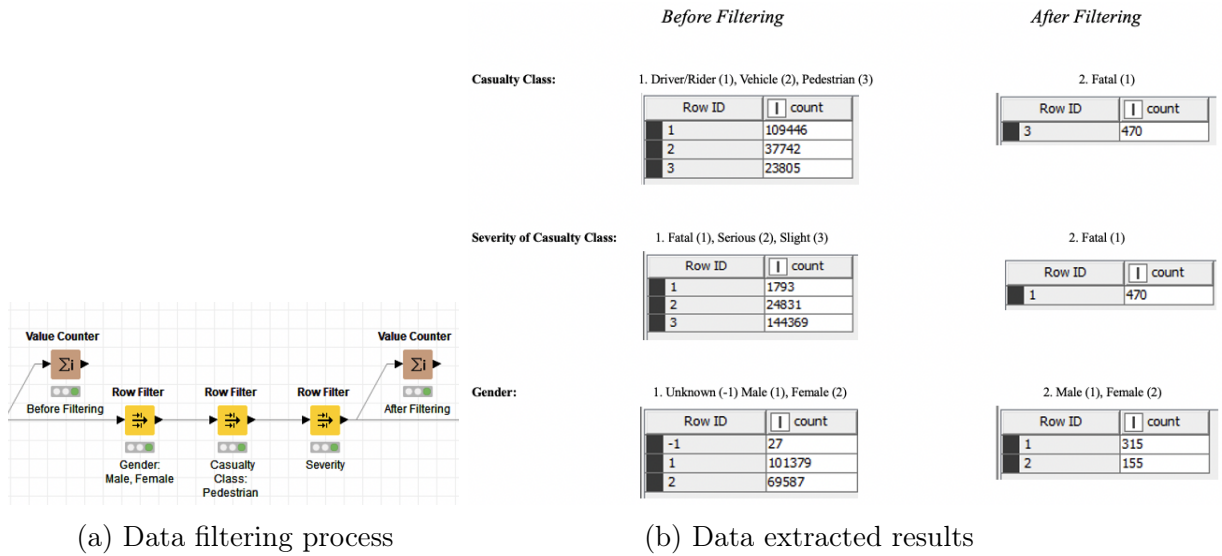 Before Filtering After Filtering
Casualty Class: 1. Driver/Rider (1), Vehicle (2), Pedestrian (3) 2. Fatal (1)
Row ID I count Row ID I count
1 109446 3 470
2 37742
3 23805
Severity of Casualty Class: 1. Fatal (1), Serious (2), Slight (3) 2. Fatal (1)
Row ID I count Row ID I count
1 1793 1 470
2 24831
3 144369
Gender: 1. Unknown (-1) Male (1), Female (2) 2. Male (1), Female (2)
Row ID I count Row ID I count
-1 27 1 315
1 101379 2 155
2 69587
Value Counter Value Counter
Σi Σi
Before Filtering After Filtering
Row Filter Row Filter Row Filter
Gender: Casualty Severity
Male, Female Class:
Pedestrian
(a) Data filtering process (b) Data extracted results